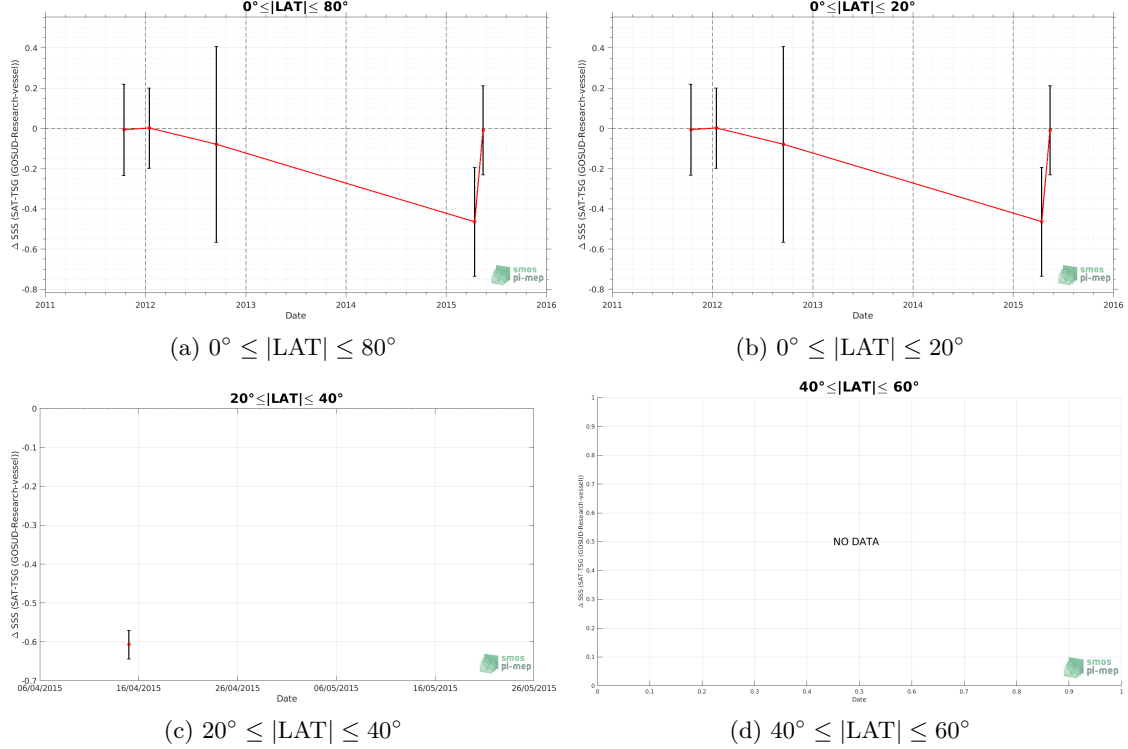 0°≤|LAT|≤ 80°
Δ SSS (SAT-TSG (GOSUD-Research-vessel))
0.4
0.2
0
-0.2
-0.4
-0.6
-0.8
2011 2012 2013 2014 2015 2016
Date
smos
pi-mep
(a) 0° ≤ |LAT| ≤ 80°
0°≤|LAT|≤ 20°
Δ SSS (SAT-TSG (GOSUD-Research-vessel))
0.4
0.2
0
-0.2
-0.4
-0.6
-0.8
2011 2012 2013 2014 2015 2016
Date
smos
pi-mep
(b) 0° ≤ |LAT| ≤ 20°
20°≤|LAT|≤ 40°
Δ SSS (SAT-TSG (GOSUD-Research-vessel))
0
-0.1
-0.2
-0.3
-0.4
-0.5
-0.6
-0.7
06/04/2015 16/04/2015 26/04/2015 06/05/2015 16/05/2015 26/05/2015
Date
smos
pi-mep
(c) 20° ≤ |LAT| ≤ 40°
40°≤|LAT|≤ 60°
Δ SSS (SAT-TSG (GOSUD-Research-vessel))
1
0.9
0.8
0.7
0.6
0.5
0.4
0.3
0.2
0.1
0
NO DATA
0 0.1 0.2 0.3 0.4 0.5 0.6 0.7 0.8 0.9 1
Date
smos
pi-mep
(d) 40° ≤ |LAT| ≤ 60°